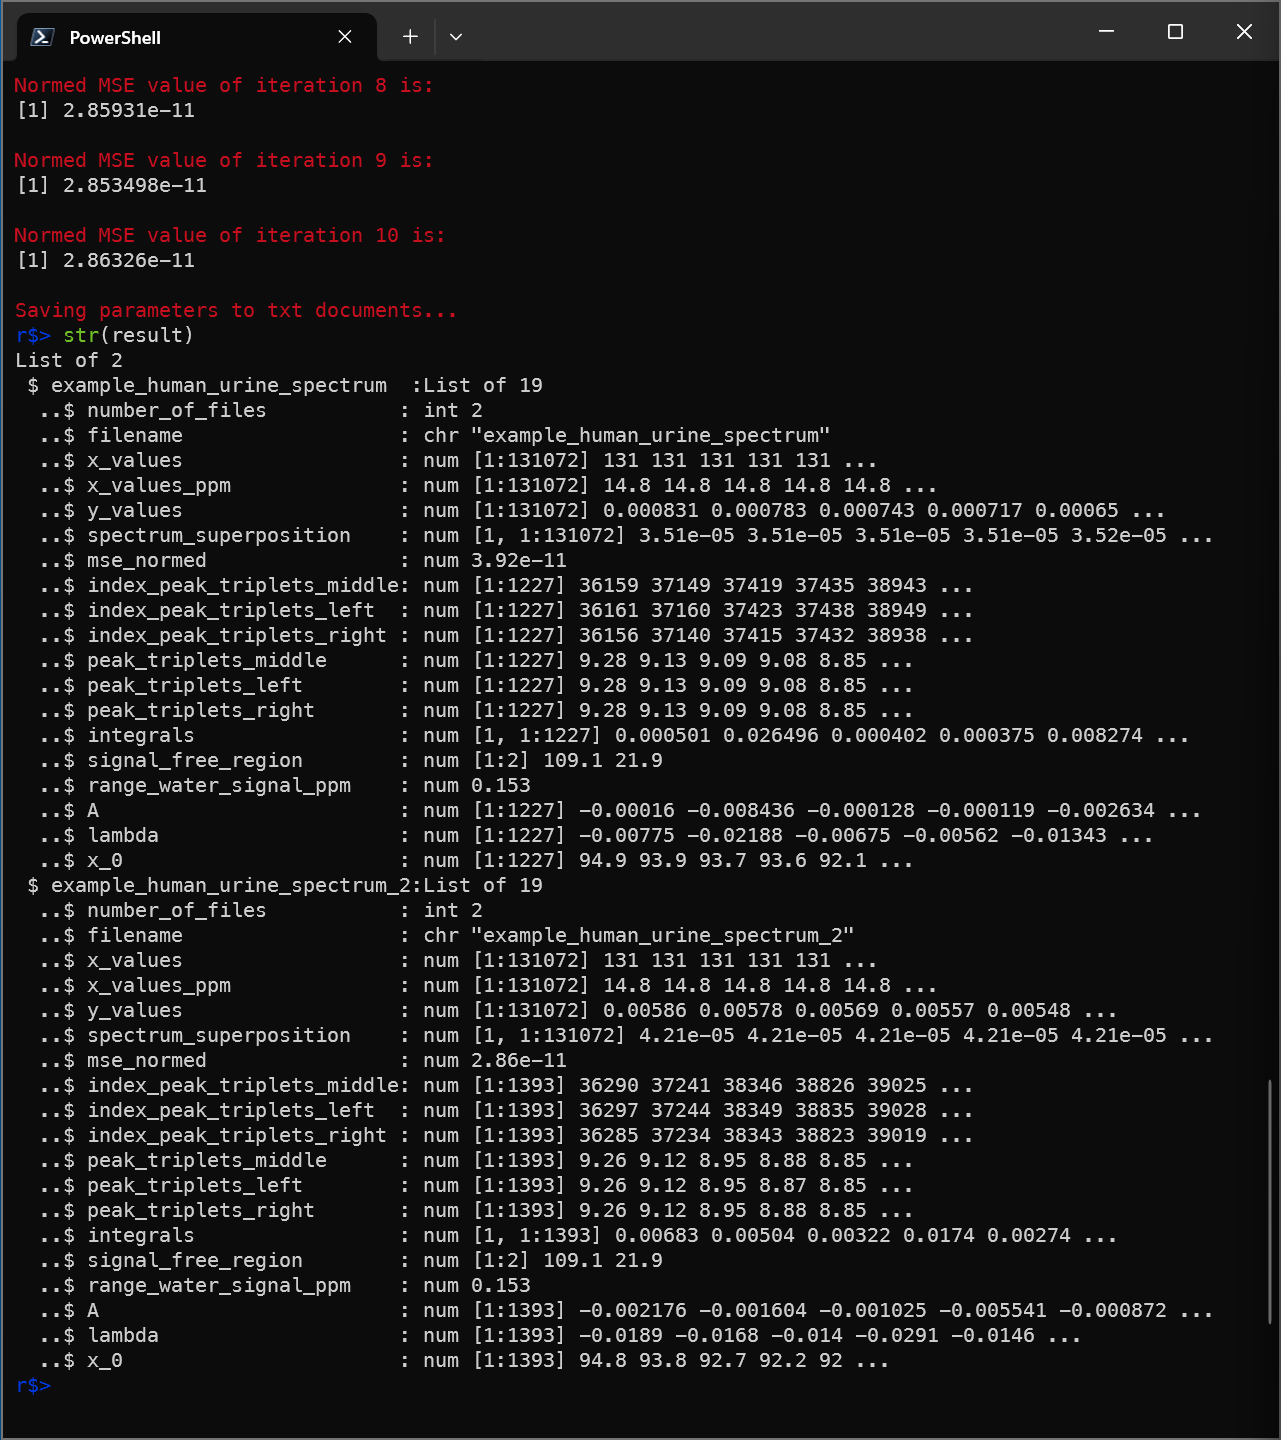 PowerShell
Normed MSE value of iteration 8 is:
[1] 2.85931e-11
Normed MSE value of iteration 9 is:
[1] 2.853498e-11
Normed MSE value of iteration 10 is:
[1] 2.86326e-11
Saving parameters to txt documents...
r$> str(result)
List of 2
 $ example_human_urine_spectrum  :List of 19
  ..$ number_of_files           : int 2
  ..$ filename                  : chr "example_human_urine_spectrum"
  ..$ x_values                  : num [1:131072] 131 131 131 131 131 ...
  ..$ x_values_ppm              : num [1:131072] 14.8 14.8 14.8 14.8 14.8 ...
  ..$ y_values                  : num [1:131072] 0.000831 0.000783 0.000743 0.000717 0.00065 ...
  ..$ spectrum_superposition    : num [1, 1:131072] 3.51e-05 3.51e-05 3.51e-05 3.51e-05 3.52e-05 ...
  ..$ mse_normed                : num 3.92e-11
  ..$ index_peak_triplets_middle: num [1:1227] 36159 37149 37419 37435 38943 ...
  ..$ index_peak_triplets_left  : num [1:1227] 36161 37160 37423 37438 38949 ...
  ..$ index_peak_triplets_right : num [1:1227] 36156 37140 37415 37432 38938 ...
  ..$ peak_triplets_middle      : num [1:1227] 9.28 9.13 9.09 9.08 8.85 ...
  ..$ peak_triplets_left        : num [1:1227] 9.28 9.13 9.09 9.08 8.85 ...
  ..$ peak_triplets_right       : num [1:1227] 9.28 9.13 9.09 9.08 8.85 ...
  ..$ integrals                 : num [1, 1:1227] 0.000501 0.026496 0.000402 0.000375 0.008274 ...
  ..$ signal_free_region        : num [1:2] 109.1 21.9
  ..$ range_water_signal_ppm    : num 0.153
  ..$ A                         : num [1:1227] -0.00016 -0.008436 -0.000128 -0.000119 -0.002634 ...
  ..$ lambda                    : num [1:1227] -0.00775 -0.02188 -0.00675 -0.00562 -0.01343 ...
  ..$ x_0                       : num [1:1227] 94.9 93.9 93.7 93.6 92.1 ...
 $ example_human_urine_spectrum_2:List of 19
  ..$ number_of_files           : int 2
  ..$ filename                  : chr "example_human_urine_spectrum_2"
  ..$ x_values                  : num [1:131072] 131 131 131 131 131 ...
  ..$ x_values_ppm              : num [1:131072] 14.8 14.8 14.8 14.8 14.8 ...
  ..$ y_values                  : num [1:131072] 0.00586 0.00578 0.00569 0.00557 0.00548 ...
  ..$ spectrum_superposition    : num [1, 1:131072] 4.21e-05 4.21e-05 4.21e-05 4.21e-05 4.21e-05 ...
  ..$ mse_normed                : num 2.86e-11
  ..$ index_peak_triplets_middle: num [1:1393] 36290 37241 38346 38826 39025 ...
  ..$ index_peak_triplets_left  : num [1:1393] 36297 37244 38349 38835 39028 ...
  ..$ index_peak_triplets_right : num [1:1393] 36285 37234 38343 38823 39019 ...
  ..$ peak_triplets_middle      : num [1:1393] 9.26 9.12 8.95 8.88 8.85 ...
  ..$ peak_triplets_left        : num [1:1393] 9.26 9.12 8.95 8.87 8.85 ...
  ..$ peak_triplets_right       : num [1:1393] 9.26 9.12 8.95 8.88 8.85 ...
  ..$ integrals                 : num [1, 1:1393] 0.00683 0.00504 0.00322 0.0174 0.00274 ...
  ..$ signal_free_region        : num [1:2] 109.1 21.9
  ..$ range_water_signal_ppm    : num 0.153
  ..$ A                         : num [1:1393] -0.002176 -0.001604 -0.001025 -0.005541 -0.000872 ...
  ..$ lambda                    : num [1:1393] -0.0189 -0.0168 -0.014 -0.0291 -0.0146 ...
  ..$ x_0                       : num [1:1393] 94.8 93.8 92.7 92.2 92 ...
r$>